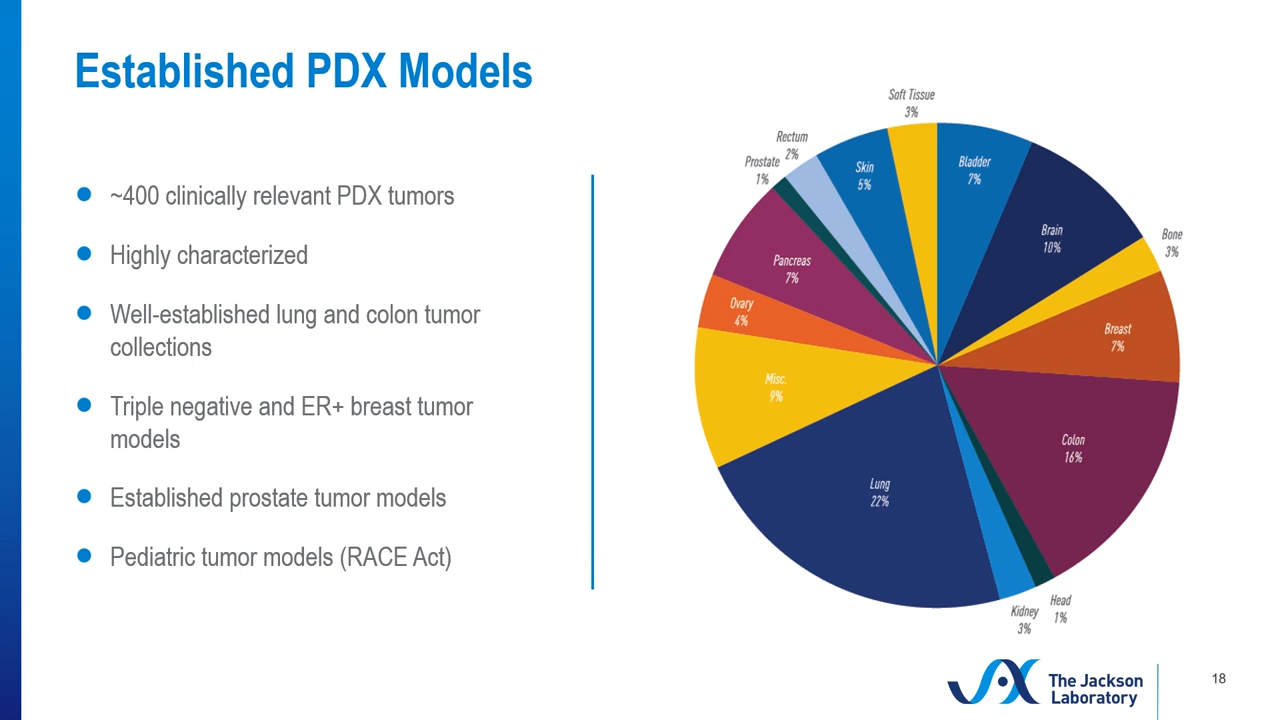 Established PDX Models
~400 clinically relevant PDX tumors
Highly characterized
Well-established lung and colon tumor
collections
Triple negative and ER+ breast tumor
models
Established prostate tumor models
Pediatric tumor models (RACE Act)
Soft Tissue
3%
Bladder
7%
Brain
10%
Bone
3%
Breast
7%
Colon
16%
Head
1%
Kidney
3%
Lung
22%
Misc.
9%
Ovary
4%
Pancreas
7%
Prostate
1%
Rectum
2%
Skin
5%
The Jackson
Laboratory
18